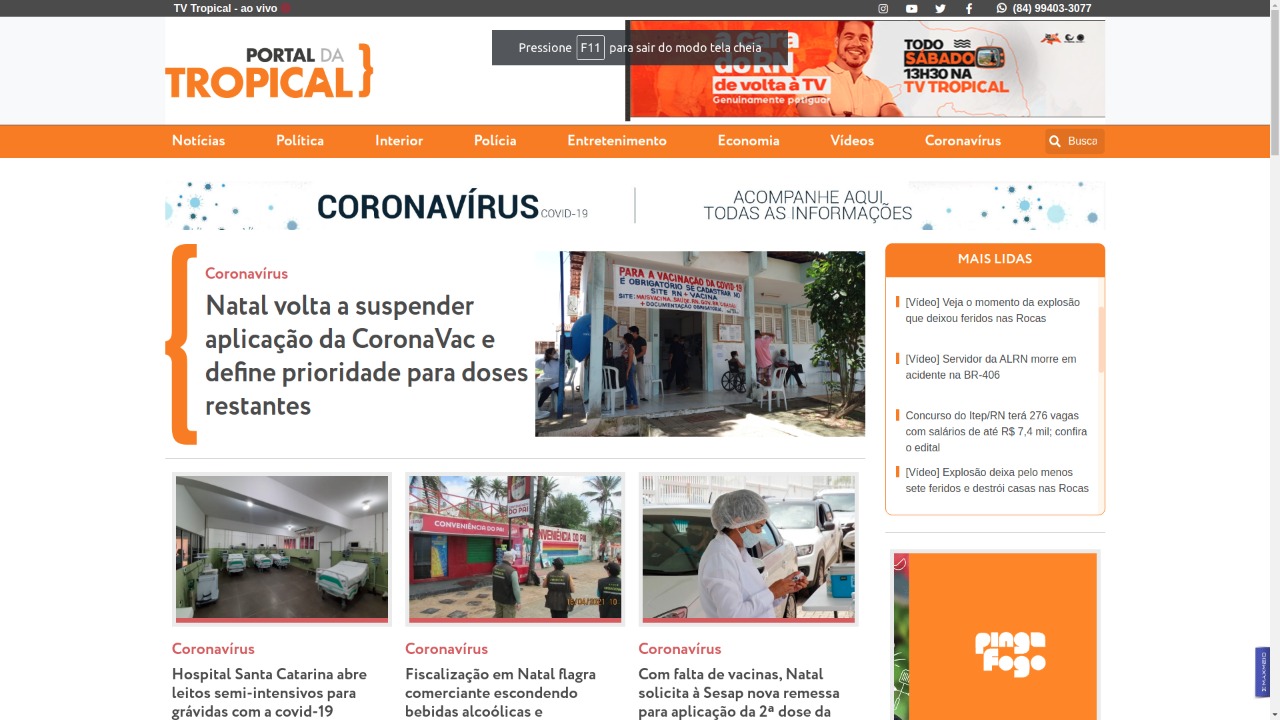 TV Tropical - ao vivo
(84) 99403-3077
PORTAL DA
TROPICAL
Pressione F11 para sair do modo tela cheia
a cara
do RN
de volta à TV
Genuinamente potiguar
TODO
SÁBADO
13H30 NA
TV TROPICAL
Notícias Política Interior Polícia Entretenimento Economia Vídeos Coronavírus Busca
CORONAVÍRUS COVID-19
ACOMPANHE AQUI,
TODAS AS INFORMAÇÕES
Coronavírus
Natal volta a suspender
aplicação da CoronaVac e
define prioridade para doses
restantes
PARA A VACINAÇÃO DA COVID-19
É OBRIGATÓRIO SE CADASTRAR NO
SITE RN + VACINA
MAIS LIDAS
[Vídeo] Veja o momento da explosão
que deixou feridos nas Rocas
[Vídeo] Servidor da ALRN morre em
acidente na BR-406
Concurso do Itep/RN terá 276 vagas
com salários de até R$ 7,4 mil; confira
o edital
[Vídeo] Explosão deixa pelo menos
sete feridos e destrói casas nas Rocas
CONVENIÊNCIA DO PAI
DO PAI
CONVENIÊNCIA DO PAI
Coronavírus
Hospital Santa Catarina abre
leitos semi-intensivos para
grávidas com a covid-19
Coronavírus
Fiscalização em Natal flagra
comerciante escondendo
bebidas alcoólicas e
Coronavírus
Com falta de vacinas, Natal
solicita à Sesap nova remessa
para aplicação da 2ª dose da
pinga
fogo